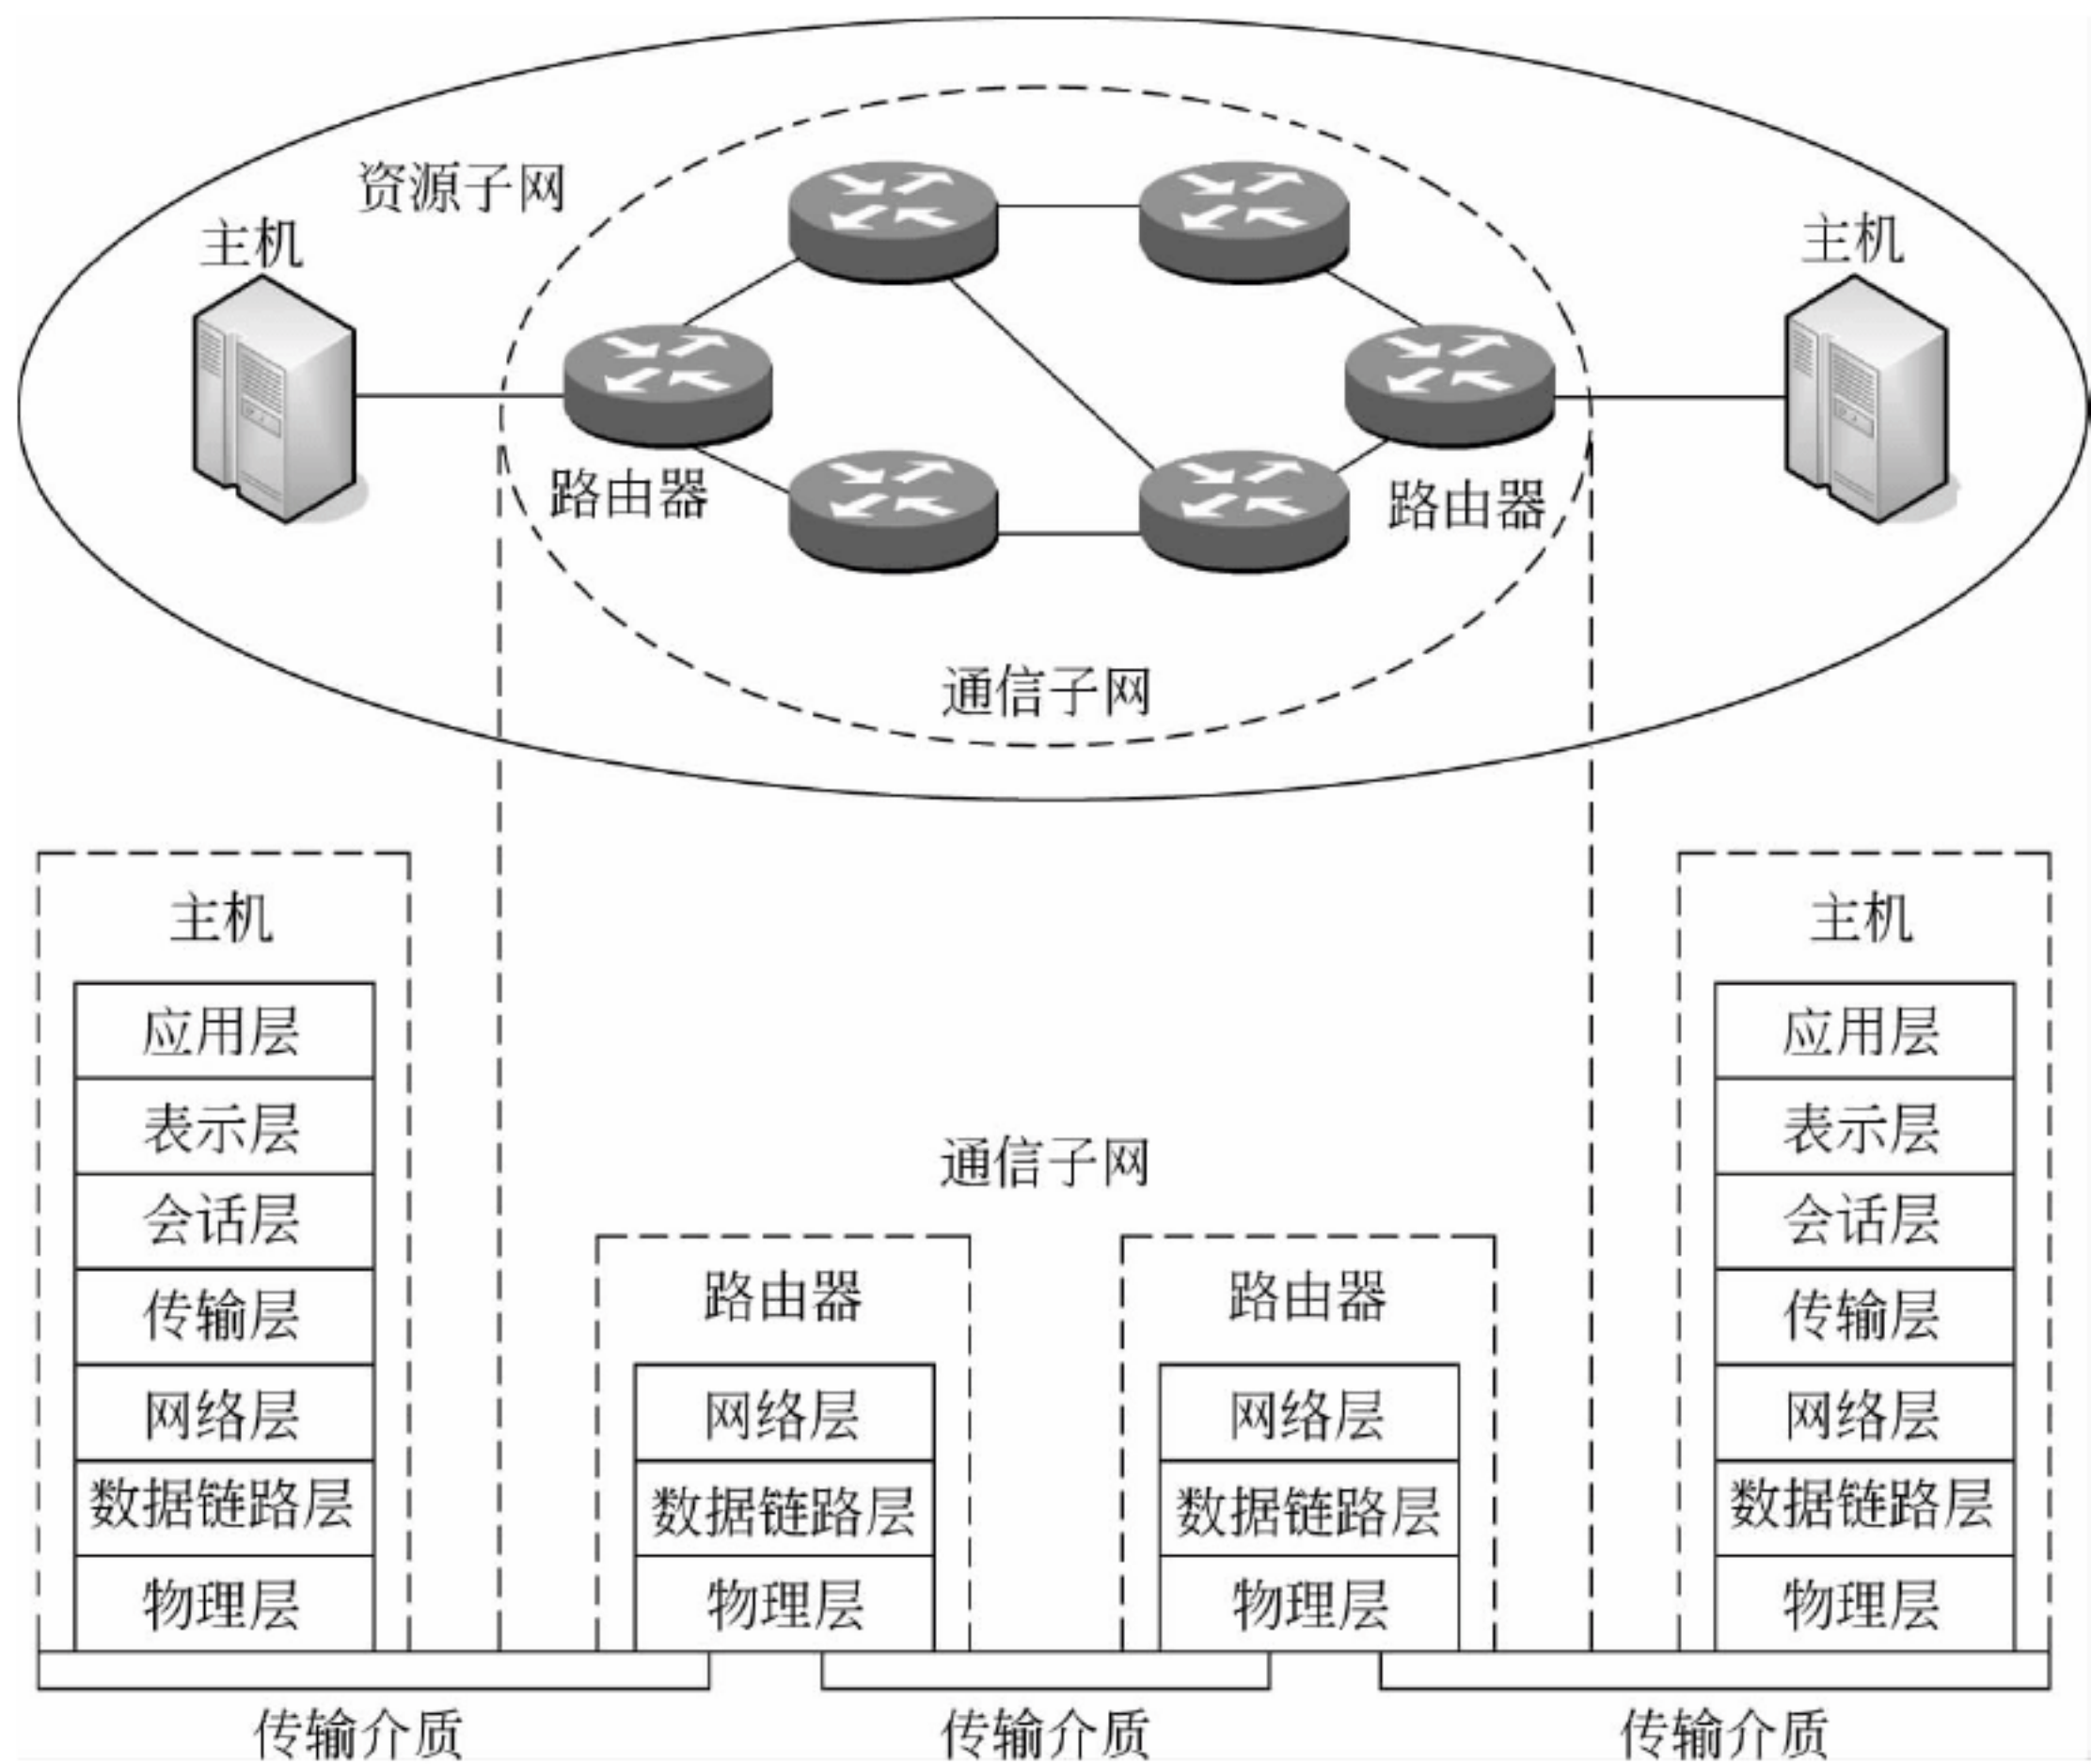 资源子网
主机
主机
路由器
路由器
通信子网
主机
主机
应用层
表示层
会话层
传输层
网络层
数据链路层
物理层
通信子网
路由器
网络层
数据链路层
物理层
路由器
网络层
数据链路层
物理层
应用层
表示层
会话层
传输层
网络层
数据链路层
物理层
传输介质
传输介质
传输介质